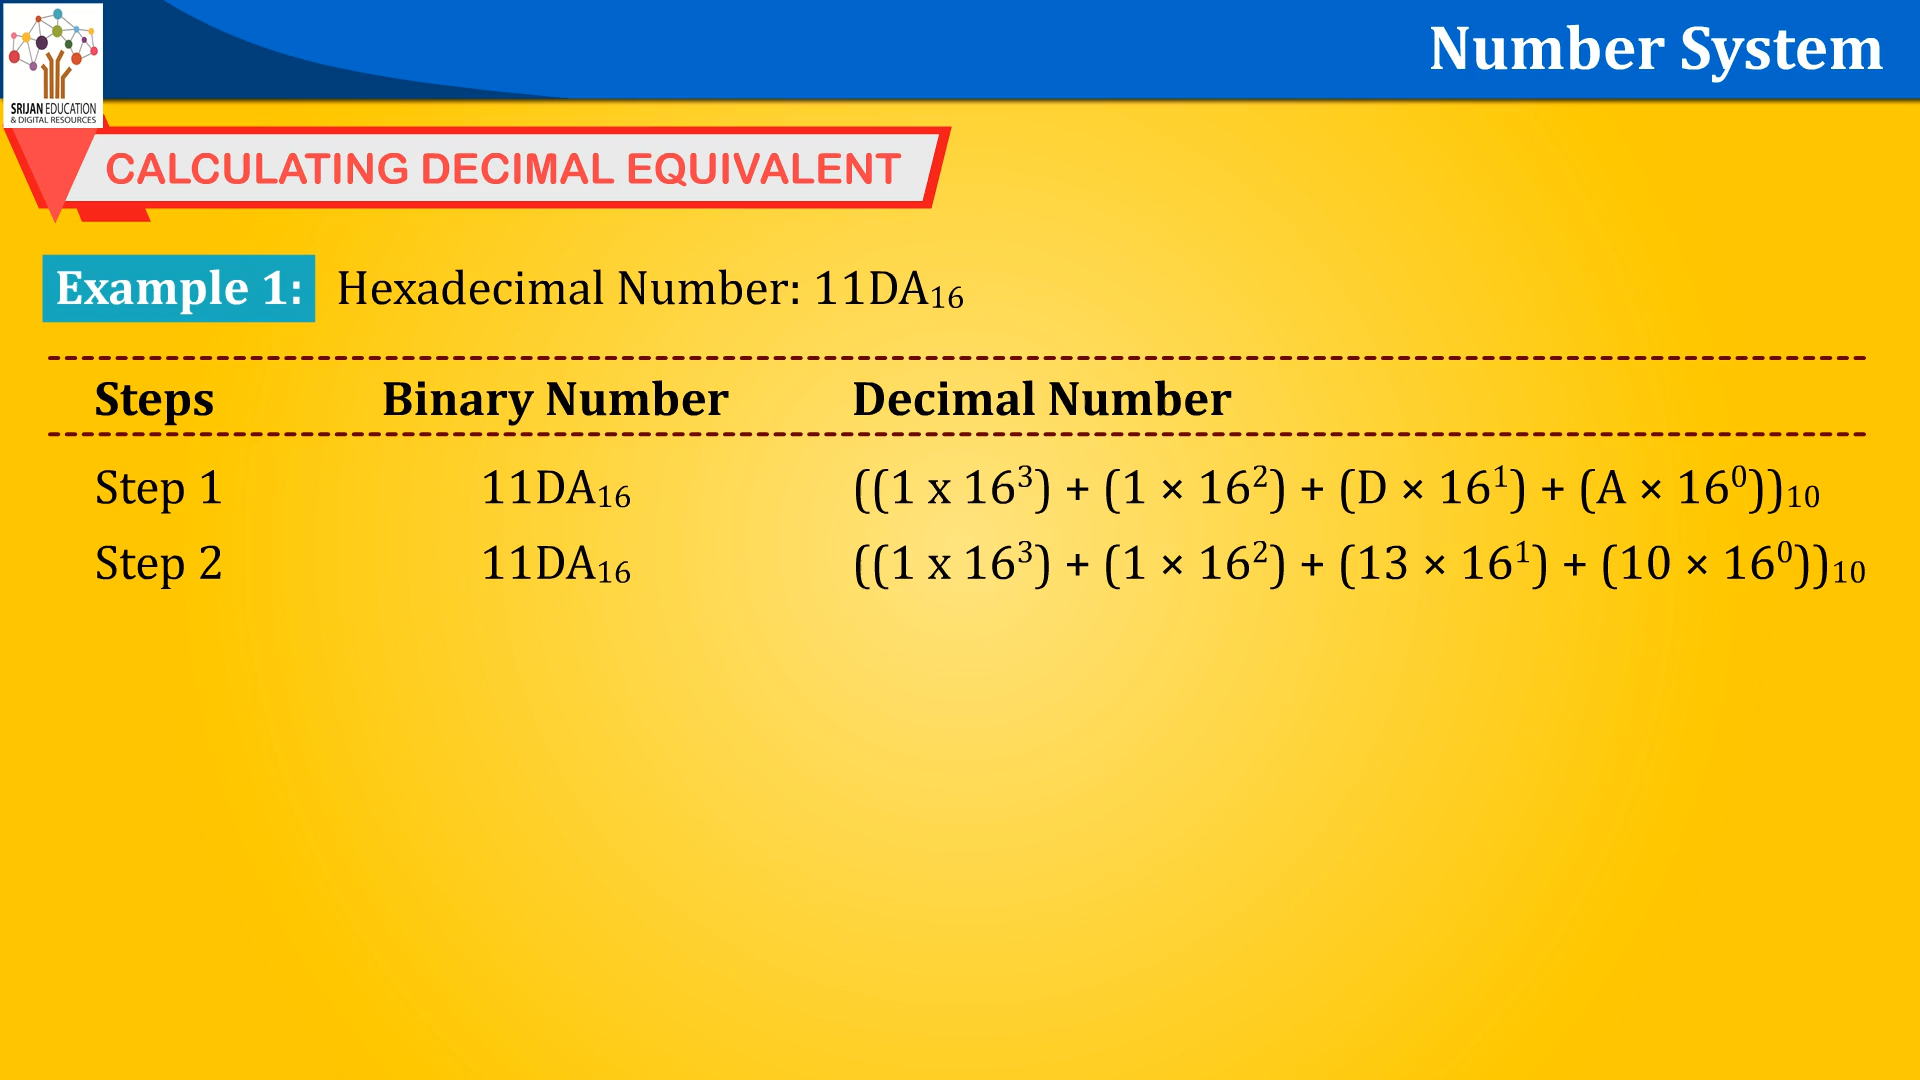 Number System
SRIJAN EDUCATION
& DIGITAL RESOURCES
CALCULATING DECIMAL EQUIVALENT
Example 1: Hexadecimal Number: 11DA₁₆
Steps Binary Number Decimal Number
Step 1 11DA₁₆ ((1 x 16³) + (1 × 16²) + (D × 16¹) + (A × 16⁰))₁₀
Step 2 11DA₁₆ ((1 x 16³) + (1 × 16²) + (13 × 16¹) + (10 × 16⁰))₁₀